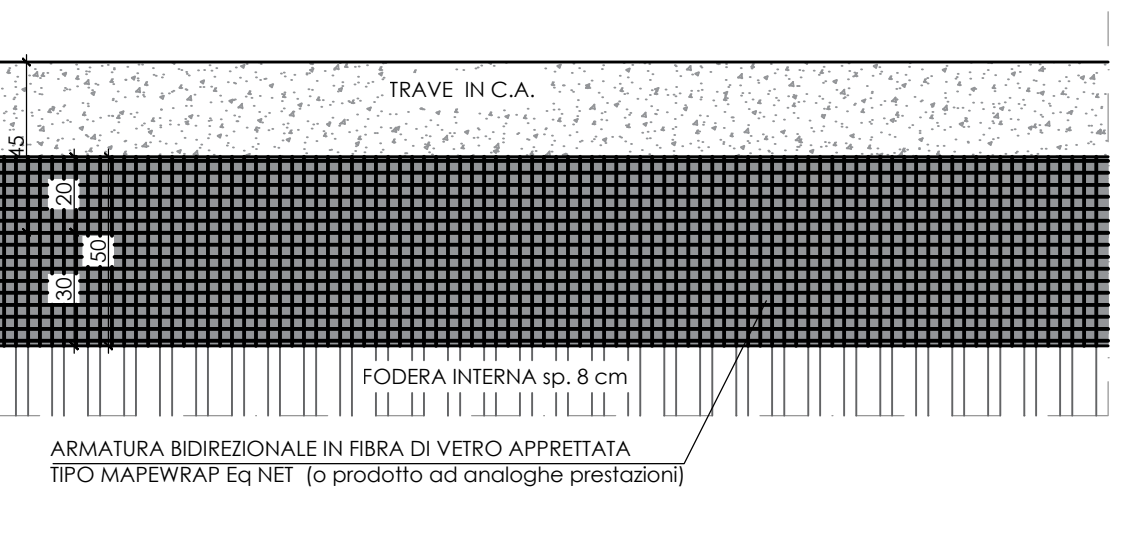 TRAVE IN C.A.
45
20
50
30
FODERA INTERNA sp. 8 cm
ARMATURA BIDIREZIONALE IN FIBRA DI VETRO APPRETTATA
TIPO MAPEWRAP Eq NET (o prodotto ad analoghe prestazioni)